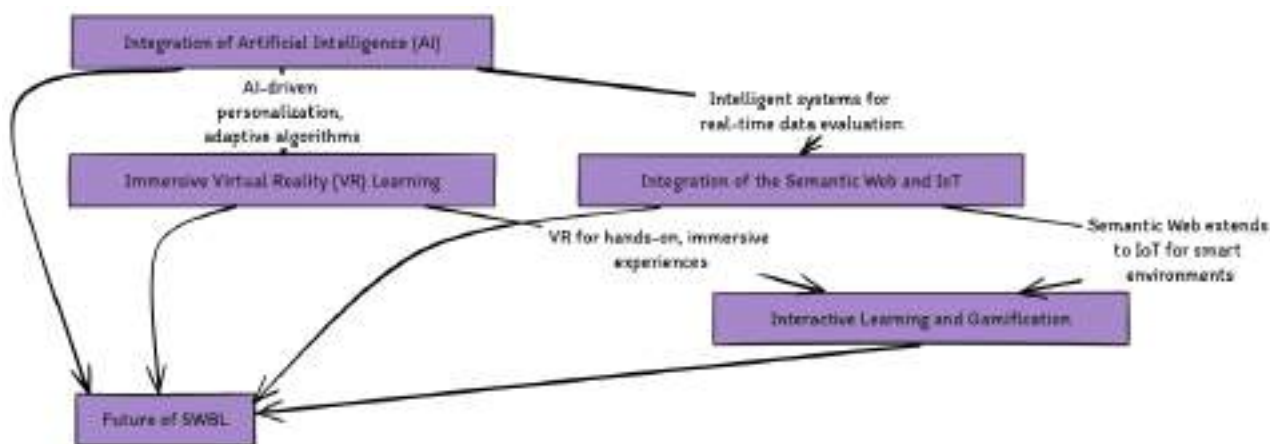 Integration of Artificial Intelligence (AI)
AI-driven
personalization,
adaptive algorithms
Intelligent systems for
real-time data evaluation
Immersive Virtual Reality (VR) Learning
Integration of the Semantic Web and IoT
VR for hands-on, immersive
experiences
Semantic Web extends
to IoT for smart
environments
Interactive Learning and Gamification
Future of SWBL